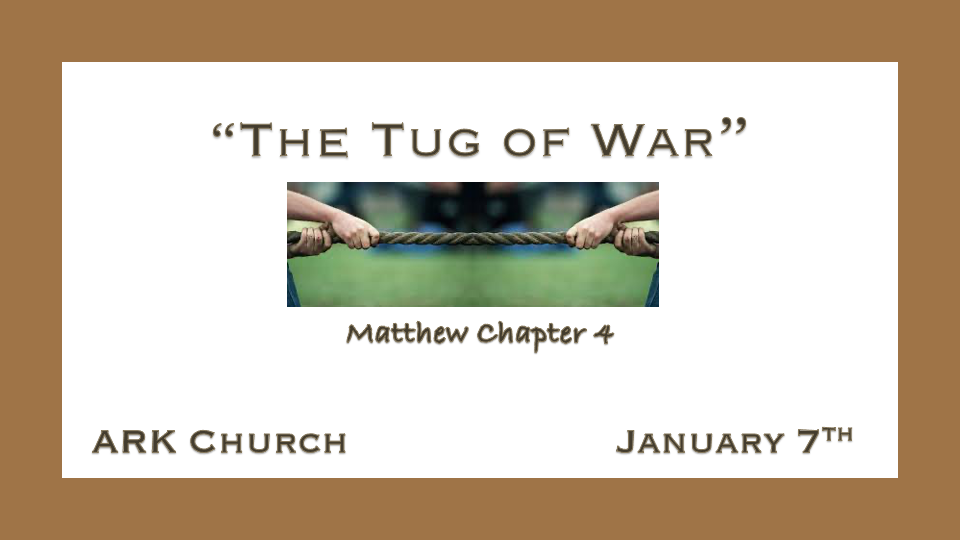 “The Tug of War”
Matthew Chapter 4
ARK Church
January 7th